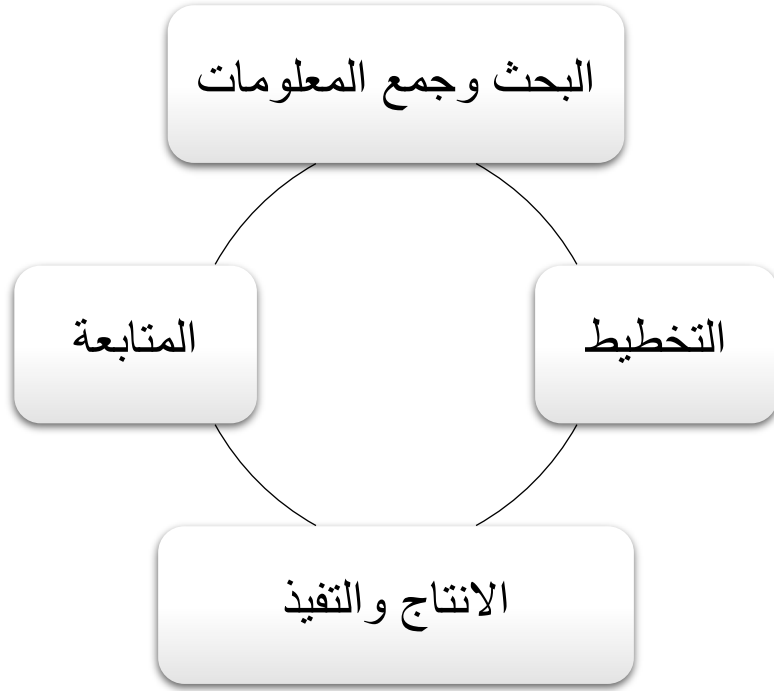 البحث وجمع المعلومات
التخطيط
الانتاج والتفيذ
المتابعة